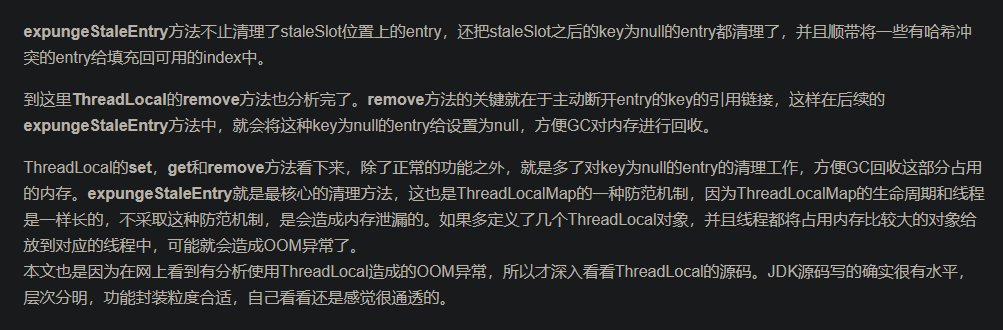 expungeStaleEntry方法不止清理了staleSlot位置上的entry，还把staleSlot之后的key为null的entry都清理了，并且顺带将一些有哈希冲
突的entry给填充回可用的index中。
到这里ThreadLocal的remove方法也分析完了。remove方法的关键就在于主动断开entry的key的引用链接，这样在后续的
expungeStaleEntry方法中，就会将这种key为null的entry给设置为null，方便GC对内存进行回收。
ThreadLocal的set，get和remove方法看下来，除了正常的功能之外，就是多了对key为null的entry的清理工作，方便GC回收这部分占用
的内存。expungeStaleEntry就是最核心的清理方法，这也是ThreadLocalMap的一种防范机制，因为ThreadLocalMap的生命周期和线程
是一样长的，不采取这种防范机制，是会造成内存泄漏的。如果多定义了几个ThreadLocal对象，并且线程都将占用内存比较大的对象给
放到对应的线程中，可能就会造成OOM异常了。
本文也是因为在网上看到有分析使用ThreadLocal造成的OOM异常，所以才深入看看ThreadLocal的源码。JDK源码写的确实很有水平，
层次分明，功能封装粒度合适，自己看看还是感觉很通透的。